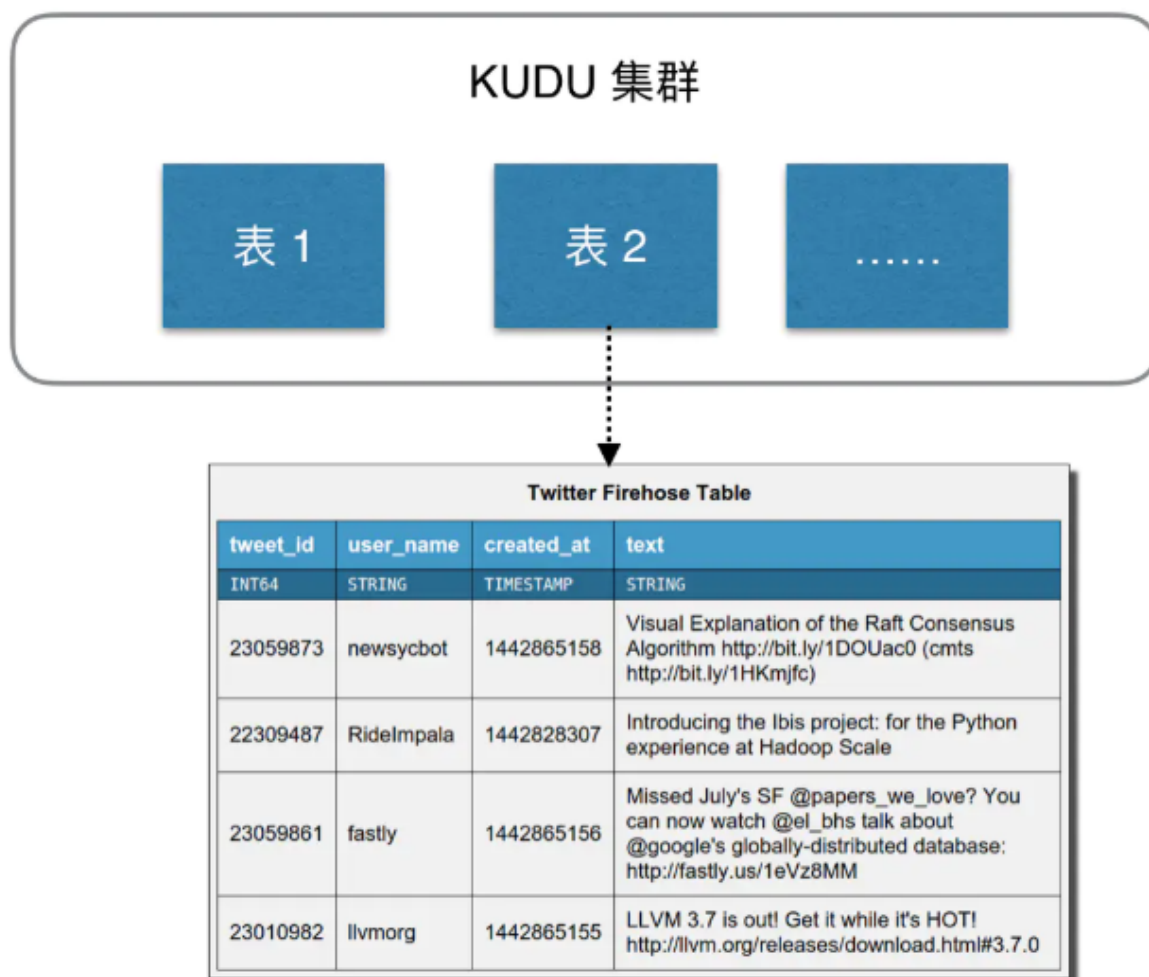 KUDU 集群
表 1
表 2
......
Twitter Firehose Table
tweet_id user_name created_at text
INT64 STRING TIMESTAMP STRING
23059873 newsycbot 1442865158 Visual Explanation of the Raft Consensus
Algorithm http://bit.ly/1DOUac0 (cmts
http://bit.ly/1HKmjfc)
22309487 RideImpala 1442828307 Introducing the Ibis project: for the Python
experience at Hadoop Scale
23059861 fastly 1442865156 Missed July's SF @papers_we_love? You
can now watch @el_bhs talk about
@google's globally-distributed database:
http://fastly.us/1eVz8MM
23010982 llvmorg 1442865155 LLVM 3.7 is out! Get it while it's HOT!
http://llvm.org/releases/download.html#3.7.0